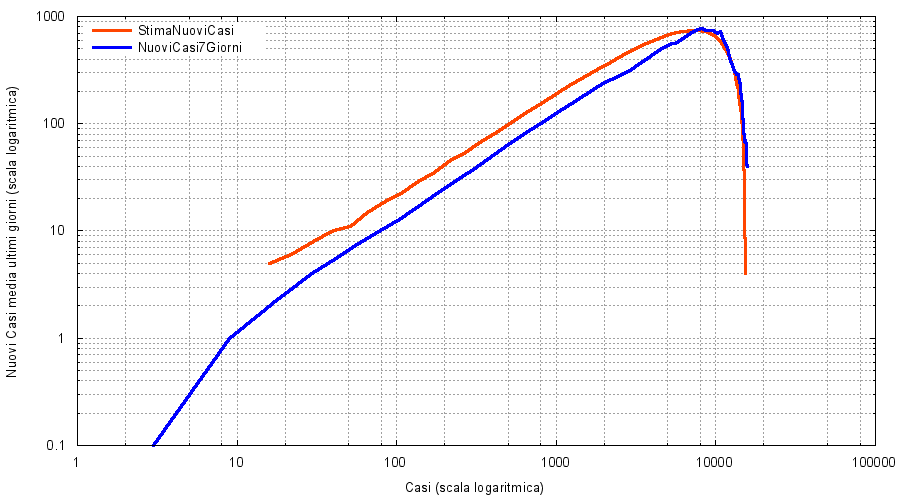 1000
StimaNuoviCasi
NuoviCasi7Giorni
100
10
1
0.1
Nuovi Casi media ultimi giorni (scala logaritmica)
1 10 100 1000 10000 100000
Casi (scala logaritmica)